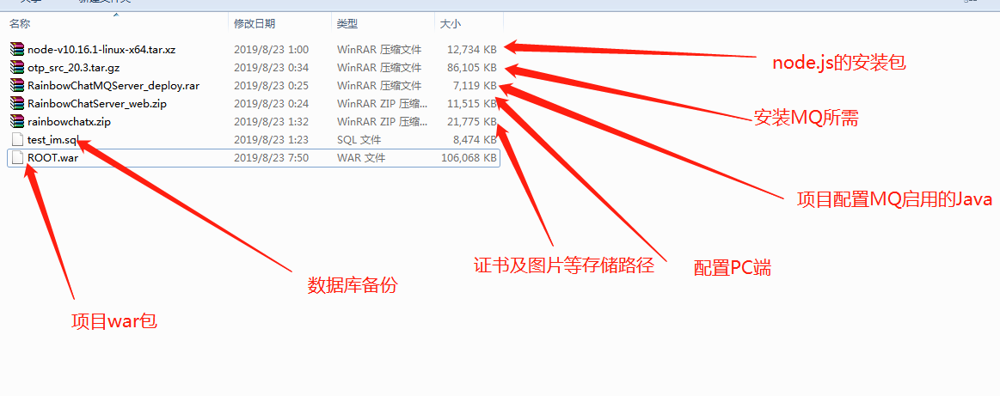 名称 修改日期 类型 大小
node-v10.16.1-linux-x64.tar.xz 2019/8/23 1:00 WinRAR 压缩文件 12,734 KB
otp_src_20.3.tar.gz 2019/8/23 0:34 WinRAR 压缩文件 86,105 KB
RainbowChatMQServer_deploy.rar 2019/8/23 0:25 WinRAR 压缩文件 7,119 KB
RainbowChatServer_web.zip 2019/8/23 0:24 WinRAR ZIP 压缩... 11,515 KB
rainbowchatx.zip 2019/8/23 1:32 WinRAR ZIP 压缩... 21,775 KB
test_im.sql 2019/8/23 1:23 SQL 文件 8,474 KB
ROOT.war 2019/8/23 7:50 WAR 文件 106,068 KB
node.js的安装包
安装MQ所需
项目配置MQ启用的Java
证书及图片等存储路径
配置PC端
数据库备份
项目war包